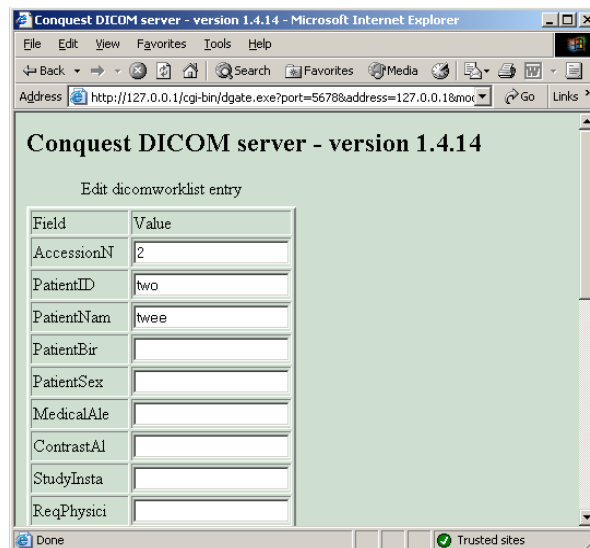 Conquest DICOM server - version 1.4.14 - Microsoft Internet Explorer
File Edit View Favorites Tools Help
Back Search Favorites Media
Address http://127.0.0.1/cgi-bin/dgate.exe?port=5678&address=127.0.0.1&mo Go Links
Conquest DICOM server - version 1.4.14
Edit dicomworklist entry
Field Value
AccessionN 2
PatientID two
PatientNam twee
PatientBir
PatientSex
MedicalAle
ContrastAl
StudyInsta
ReqPhysici
Done Trusted sites